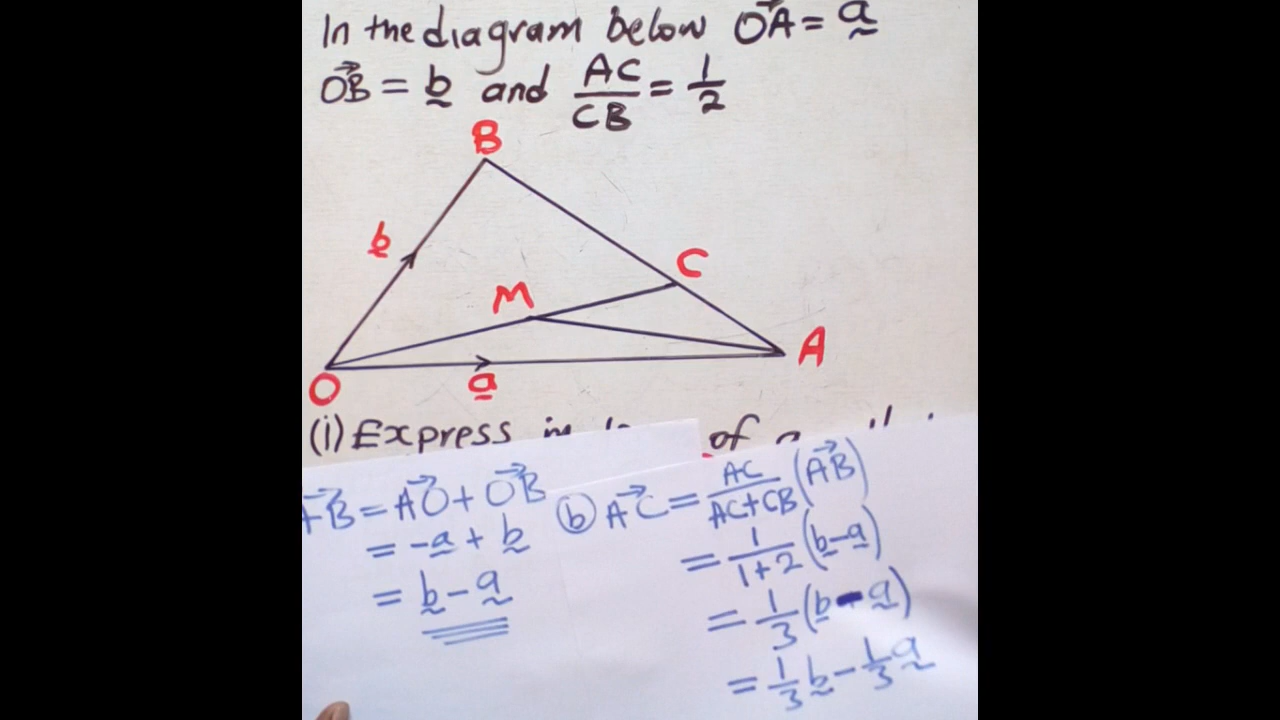 In the diagram below OA = a
OB = b and AC/CB = 1/2
B
b
C
M
A
O
a
(i) Express in of
AB = AO + OB
= -a + b
= b - a
(b) AC = AC/(AC+CB) (AB)
= 1/(1+2) (b - a)
= 1/3 (b - a)
= 1/3 b - 1/3 a